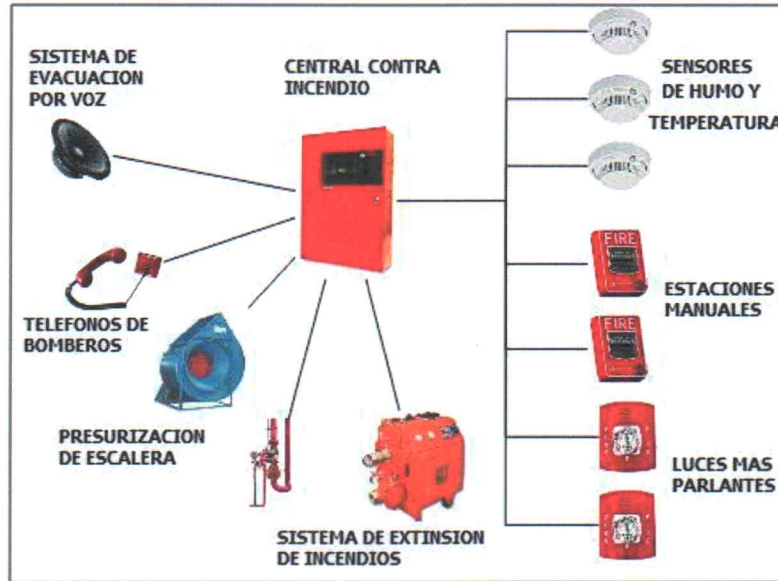 SISTEMA DE
EVACUACION
POR VOZ
CENTRAL CONTRA
INCENDIO
SENSORES
DE HUMO Y
TEMPERATURA
FIRE
ESTACIONES
MANUALES
FIRE
TELEFONOS DE
BOMBEROS
PRESURIZACION
DE ESCALERA
LUCES MAS
PARLANTES
SISTEMA DE EXTINSION
DE INCENDIOS